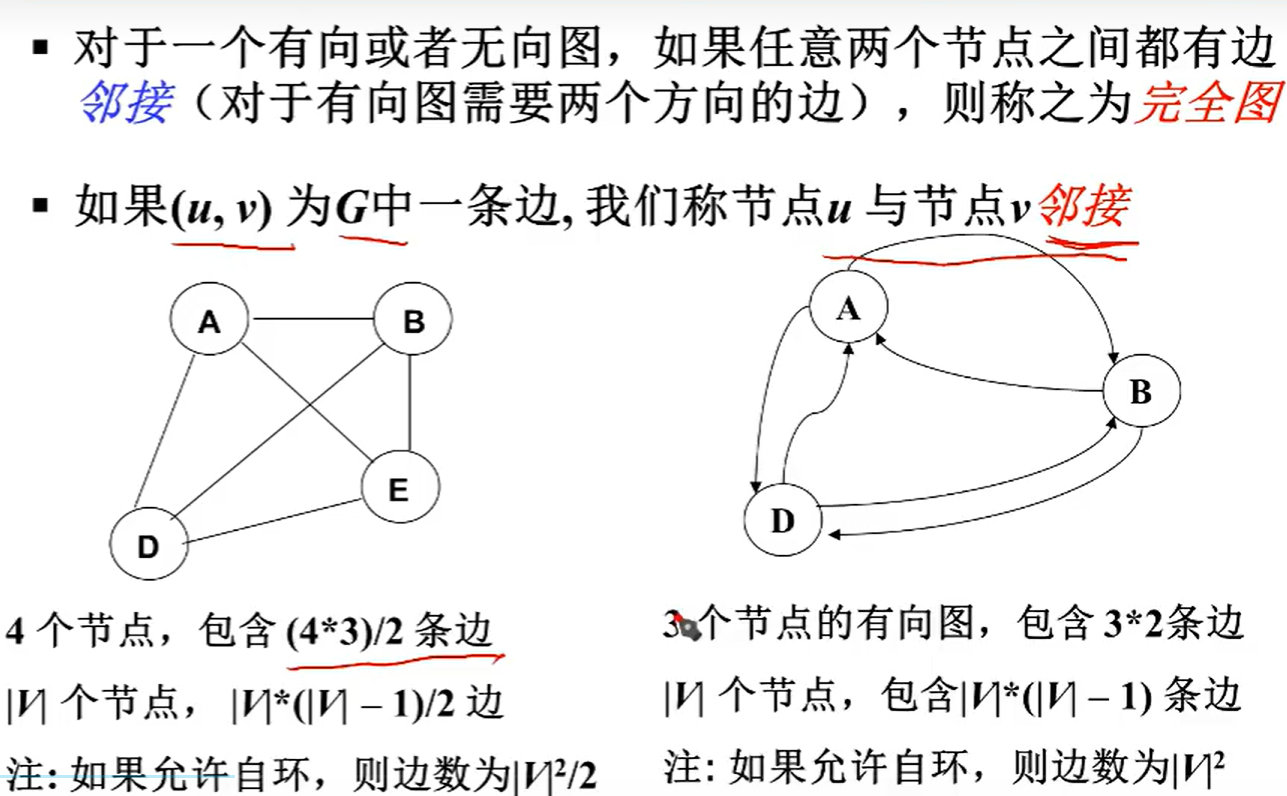 ▪ 对于一个有向或者无向图，如果任意两个节点之间都有边
邻接（对于有向图需要两个方向的边），则称之为完全图
▪ 如果(u, v) 为G中一条边, 我们称节点u 与节点v邻接
A
B
E
D
A
B
D
4 个节点，包含 (4*3)/2 条边
|V| 个节点， |V|*(|V| – 1)/2 边
注: 如果允许自环，则边数为|V|²/2
3个节点的有向图，包含 3*2条边
|V| 个节点，包含|V|*(|V| – 1) 条边
注: 如果允许自环，则边数为|V|²